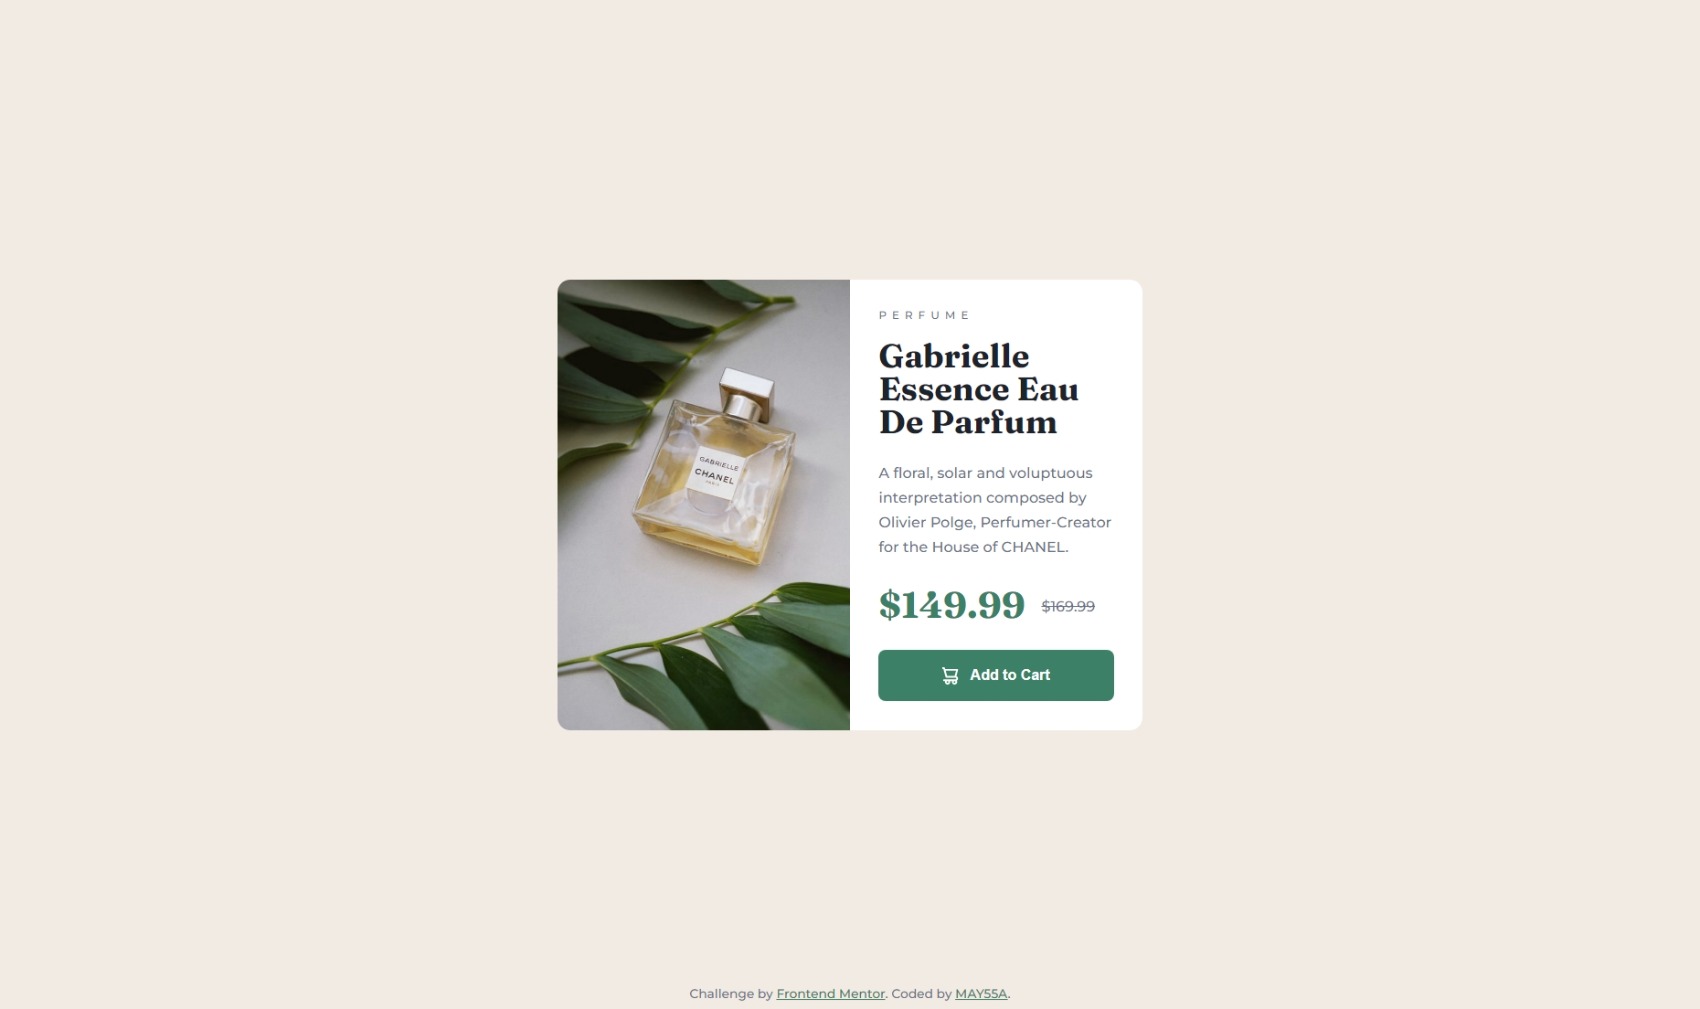 GABRIELLE
CHANEL
PARIS
PERFUME
Gabrielle
Essence Eau
De Parfum
A floral, solar and voluptuous
interpretation composed by
Olivier Polge, Perfumer-Creator
for the House of CHANEL.
$149.99 $169.99
Add to Cart
Challenge by Frontend Mentor. Coded by MAY55A.